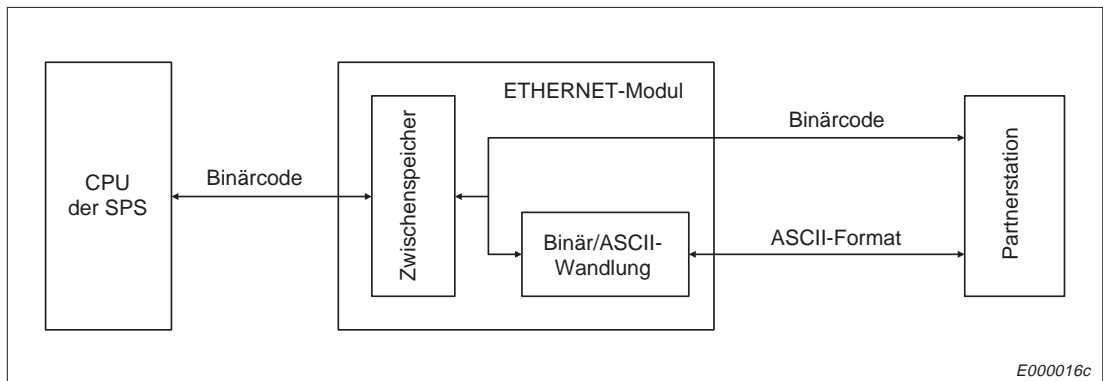 ETHERNET-Modul
CPU
der SPS
Binärcode
Zwischenspeicher
Binär/ASCII-
Wandlung
Binärcode
ASCII-Format
Partnerstation
E000016c